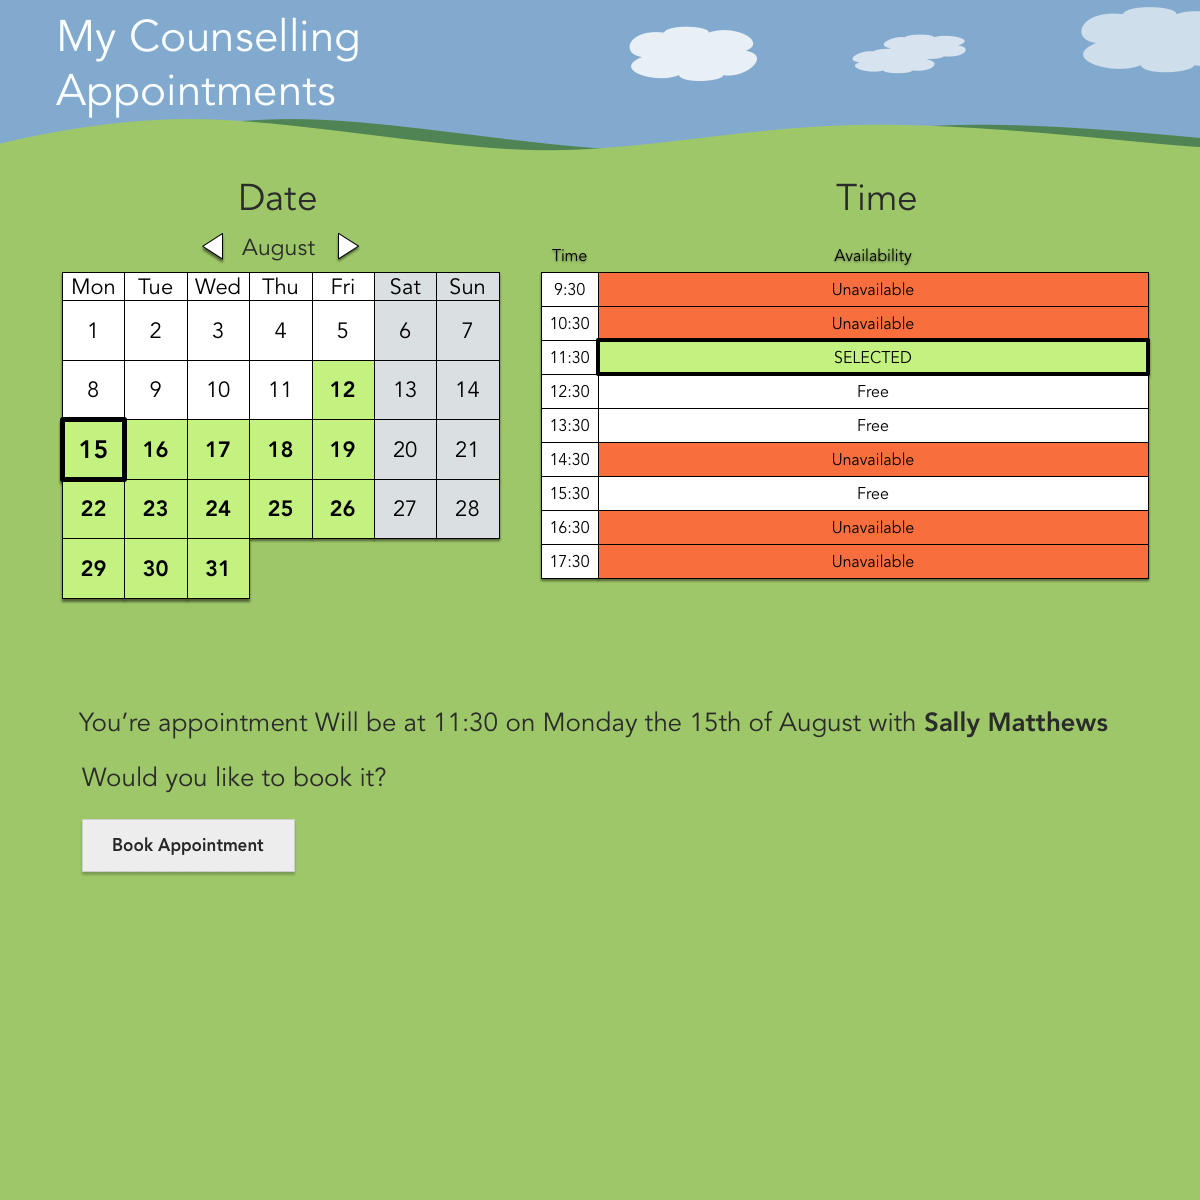 My Counselling
Appointments
Date
August
Mon Tue Wed Thu Fri Sat Sun
1 2 3 4 5 6 7
8 9 10 11 12 13 14
15 16 17 18 19 20 21
22 23 24 25 26 27 28
29 30 31
Time
Time Availability
9:30 Unavailable
10:30 Unavailable
11:30 SELECTED
12:30 Free
13:30 Free
14:30 Unavailable
15:30 Free
16:30 Unavailable
17:30 Unavailable
You’re appointment Will be at 11:30 on Monday the 15th of August with Sally Matthews
Would you like to book it?
Book Appointment